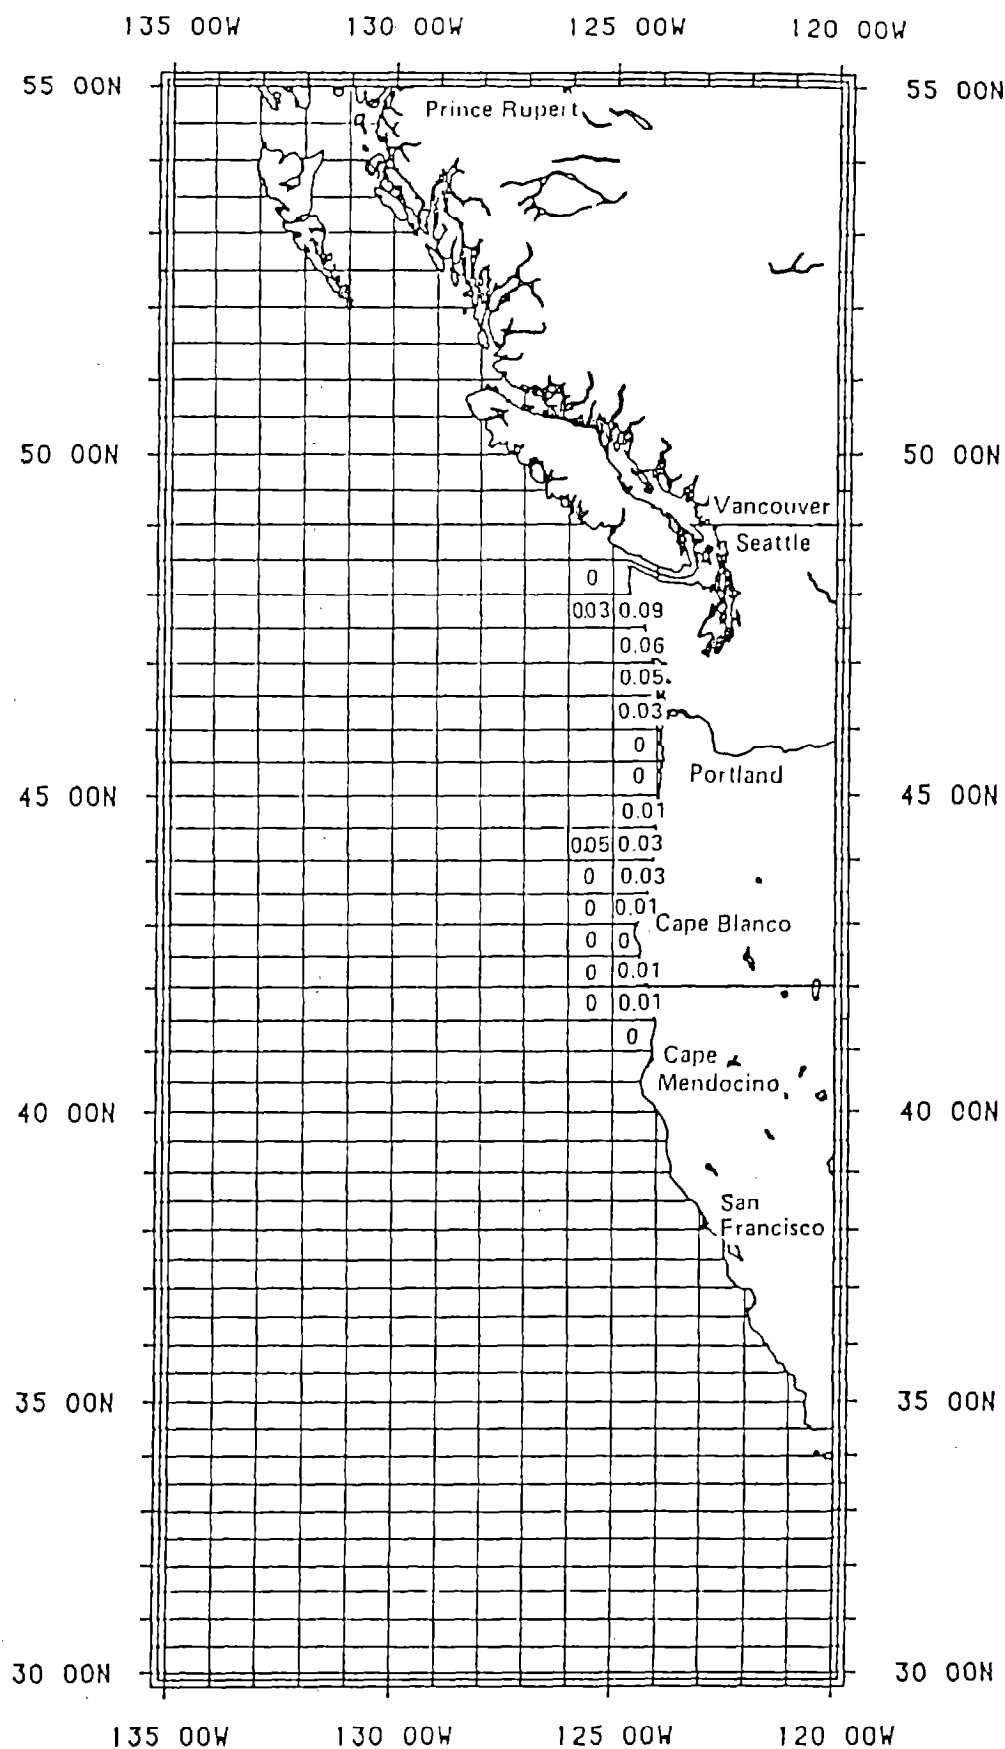 135 00W 130 00W 125 00W 120 00W
55 00N 55 00N
Prince Rupert
50 00N 50 00N
Vancouver
Seattle
0
0.03 0.09
0.06
0.05
0.03
0
0
Portland
45 00N 45 00N
0.01
0.05 0.03
0 0.03
0 0.01
Cape Blanco
0 0
0 0.01
0 0.01
0
Cape
Mendocino
40 00N 40 00N
San
Francisco
35 00N 35 00N
30 00N 30 00N
135 00W 130 00W 125 00W 120 00W